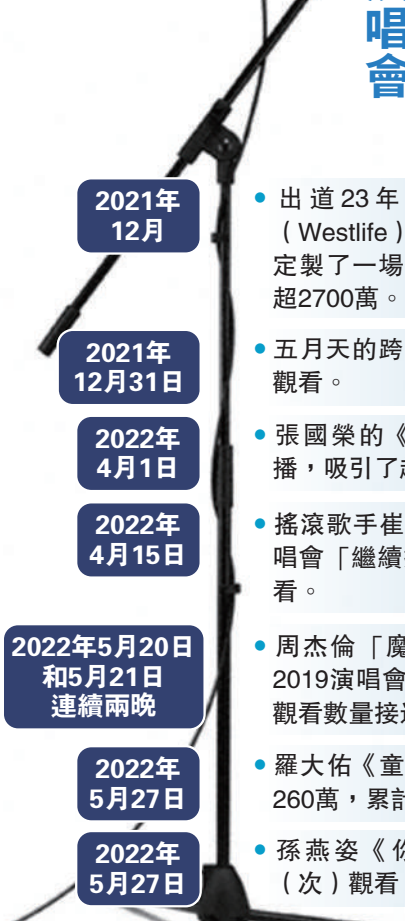 唱
會
2021年
12月
• 出道23年
（Westlife）
定製了一場
超2700萬。
2021年
12月31日
• 五月天的跨
觀看。
2022年
4月1日
• 張國榮的《
播，吸引了
2022年
4月15日
• 搖滾歌手崔
唱會「繼續
看。
2022年5月20日
和5月21日
連續兩晚
• 周杰倫「魔
2019演唱會
觀看數量接
2022年
5月27日
• 羅大佑《童
260萬，累計
2022年
5月27日
• 孫燕姿《
（次）觀看